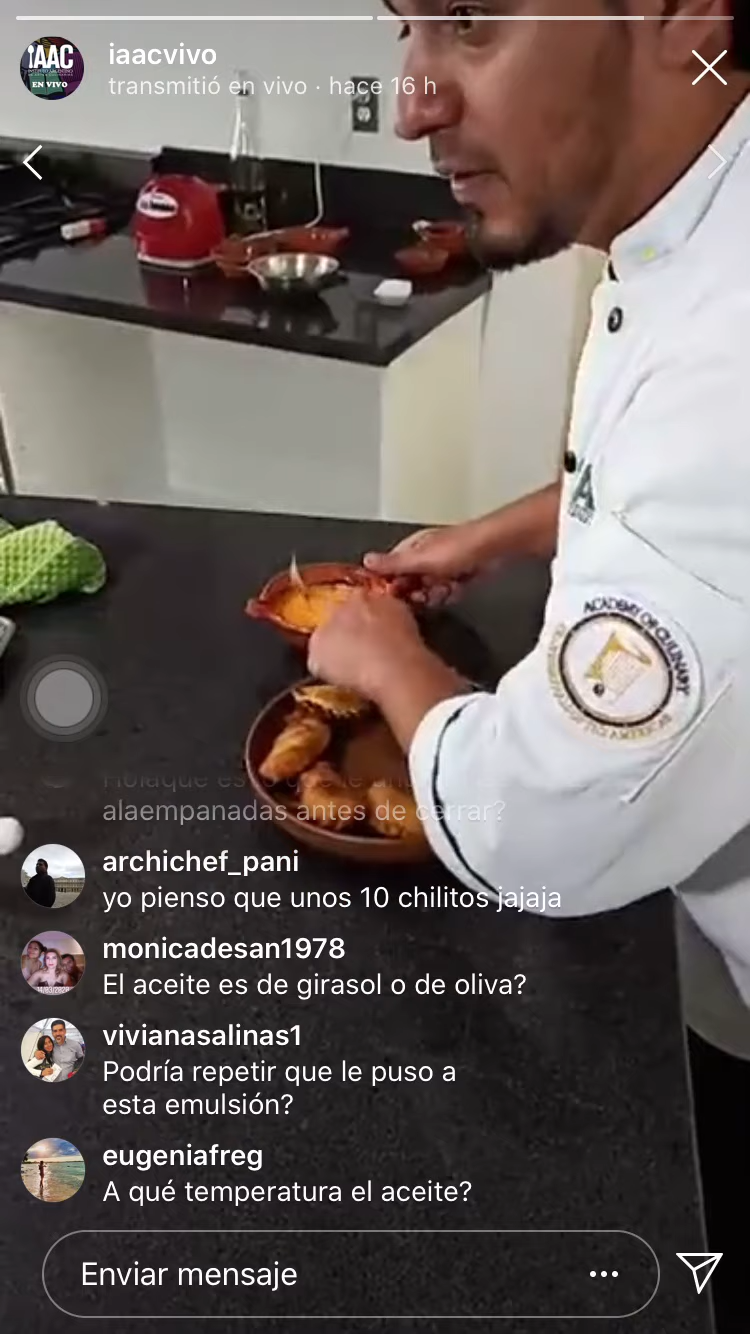 iAAC
EN VIVO
iaacvivo
transmitió en vivo · hace 16 h
ACADEMY OF CULINARY
alaempanadas antes de cerrar?
archichef_pani
yo pienso que unos 10 chilitos jajaja
monicadesan1978
El aceite es de girasol o de oliva?
vivianasalinas1
Podría repetir que le puso a
esta emulsión?
eugeniafreg
A qué temperatura el aceite?
Enviar mensaje